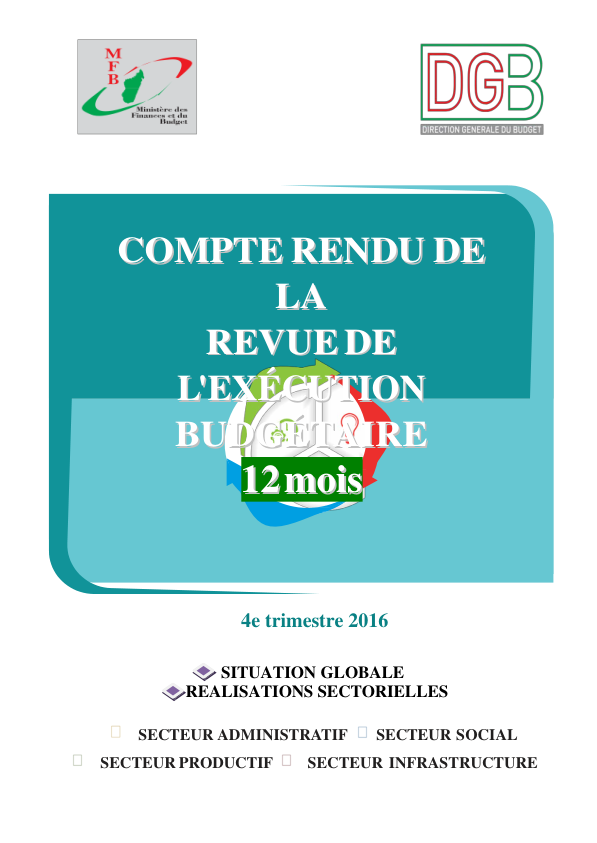 M
F
B
Ministère des
Finances et du
Budget
DGB
DIRECTION GENERALE DU BUDGET
COMPTE RENDU DE
LA
REVUE DE
L'EXÉCUTION
BUDGÉTAIRE
12 mois
4e trimestre 2016
SITUATION GLOBALE
REALISATIONS SECTORIELLES
SECTEUR ADMINISTRATIF SECTEUR SOCIAL
SECTEUR PRODUCTIF SECTEUR INFRASTRUCTURE